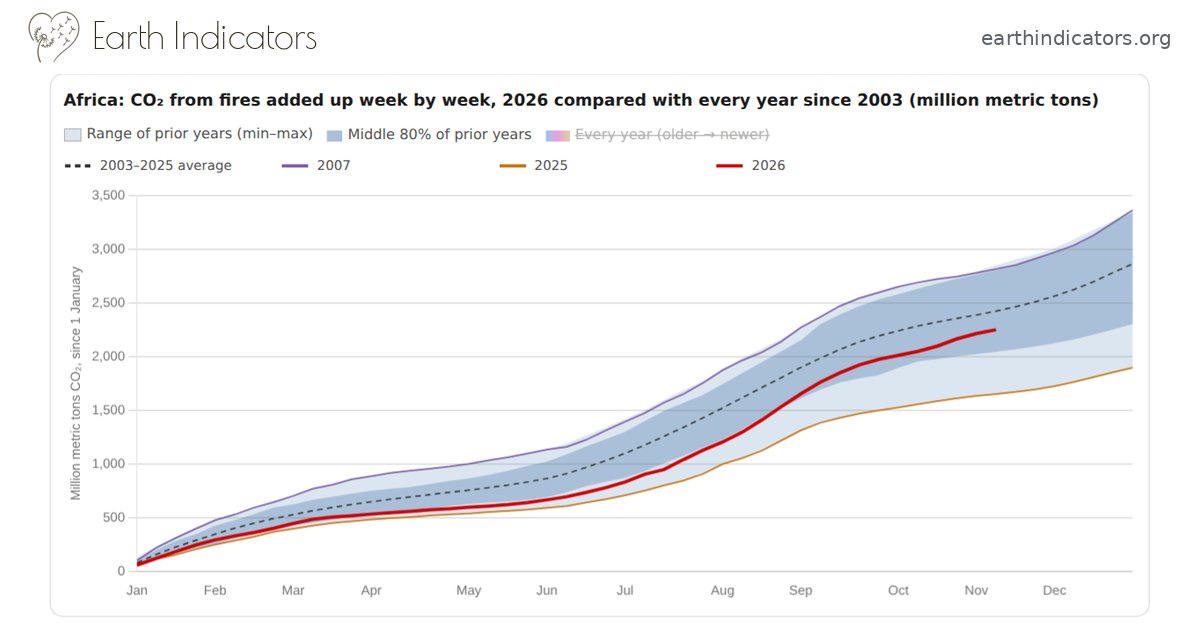 Earth Indicators
earthindicators.org
Africa: CO₂ from fires added up week by week, 2026 compared with every year since 2003 (million metric tons)
Range of prior years (min–max) Middle 80% of prior years Every year (older → newer)
2003–2025 average 2007 2025 2026
Million metric tons CO₂, since 1 January
3,500
3,000
2,500
2,000
1,500
1,000
500
0
Jan Feb Mar Apr May Jun Jul Aug Sep Oct Nov Dec